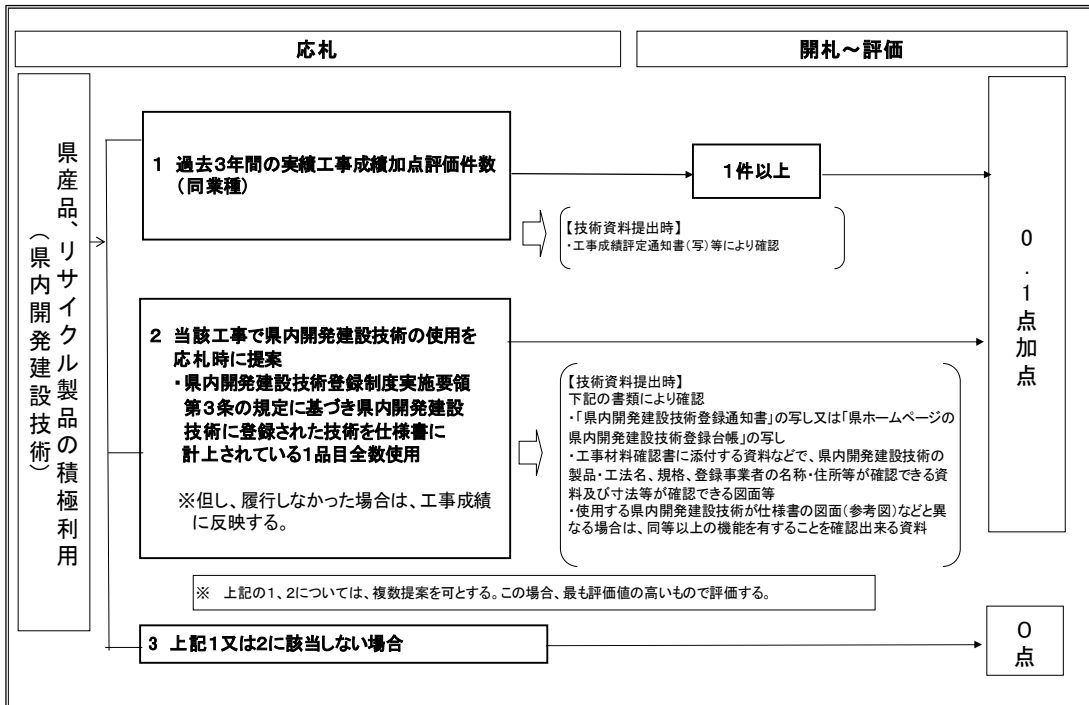 応札
開札～評価
県産品、リサイクル製品の積極利用
（県内開発建設技術）
1 過去3年間の実績工事成績加点評価件数
（同業種）
1件以上
【技術資料提出時】
・工事成績評定通知書（写）等により確認
2 当該工事で県内開発建設技術の使用を
応札時に提案
・県内開発建設技術登録制度実施要領
第3条の規定に基づき県内開発建設
技術に登録された技術を仕様書に
計上されている1品目全数使用
※但し、履行しなかった場合は、工事成績
に反映する。
【技術資料提出時】
下記の書類により確認
・「県内開発建設技術登録通知書」の写し又は「県ホームページの
県内開発建設技術登録台帳」の写し
・工事材料確認書に添付する資料などで、県内開発建設技術の
製品・工法名、規格、登録事業者の名称・住所等が確認できる資
料及び寸法等が確認できる図面等
・使用する県内開発建設技術が仕様書の図面（参考図）などと異
なる場合は、同等以上の機能を有することを確認出来る資料
0.1点加点
※ 上記の1、2については、複数提案を可とする。この場合、最も評価値の高いもので評価する。
3 上記1又は2に該当しない場合
0点